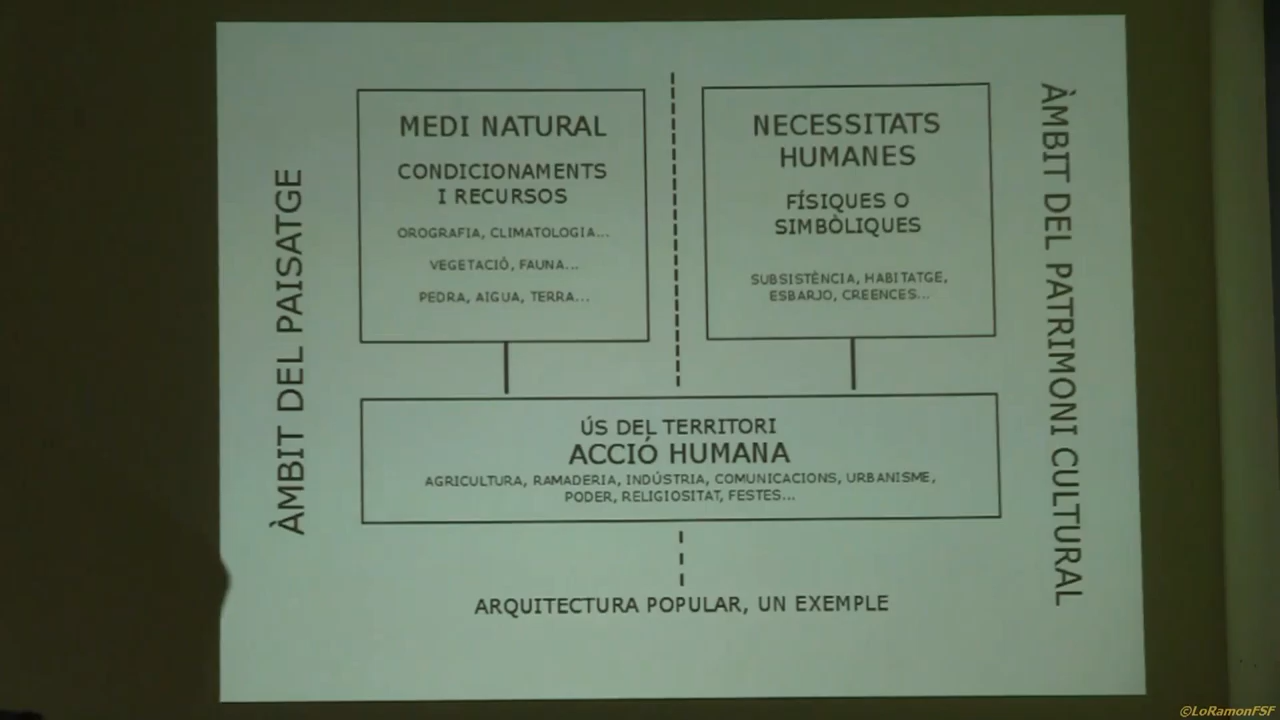 ÀMBIT DEL PAISATGE
MEDI NATURAL
CONDICIONAMENTS
I RECURSOS
OROGRAFIA, CLIMATOLOGIA...
VEGETACIÓ, FAUNA...
PEDRA, AIGUA, TERRA...
NECESSITATS
HUMANES
FÍSIQUES O
SIMBÒLIQUES
SUBSISTÈNCIA, HABITATGE,
ESBARJO, CREENCES...
ÀMBIT DEL PATRIMONI CULTURAL
ÚS DEL TERRITORI
ACCIÓ HUMANA
AGRICULTURA, RAMADERIA, INDÚSTRIA, COMUNICACIONS, URBANISME,
PODER, RELIGIOSITAT, FESTES...
ARQUITECTURA POPULAR, UN EXEMPLE
©LoRamonFSF